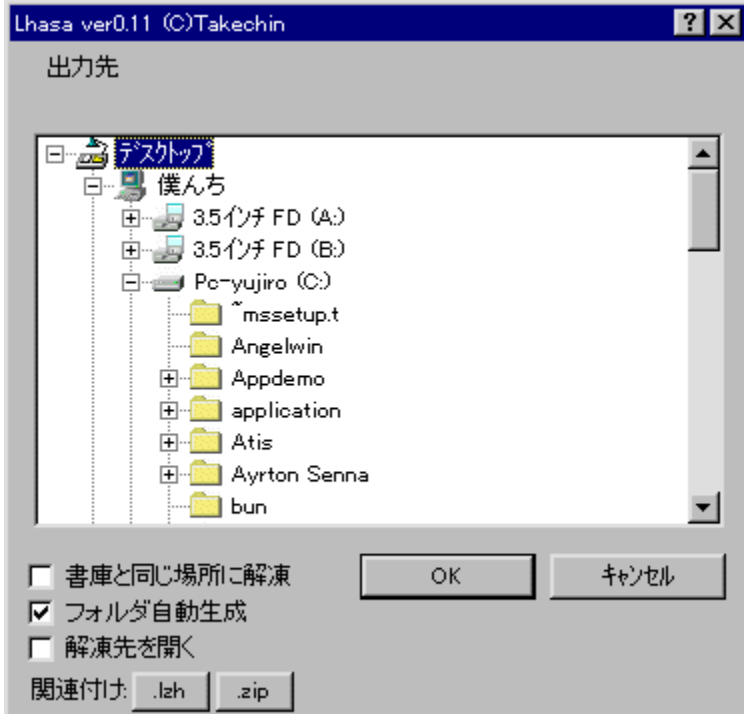 Lhasa ver0.11 (C)Takechin
出力先
ﾃﾞｽｸﾄｯﾌﾟ
僕んち
3.5インチ FD (A:)
3.5インチ FD (B:)
Pc-yujiro (C:)
~mssetup.t
Angelwin
Appdemo
application
Atis
Ayrton Senna
bun
書庫と同じ場所に解凍
OK ｷｬﾝｾﾙ
フォルダ自動生成
解凍先を開く
関連付け: .lzh .zip